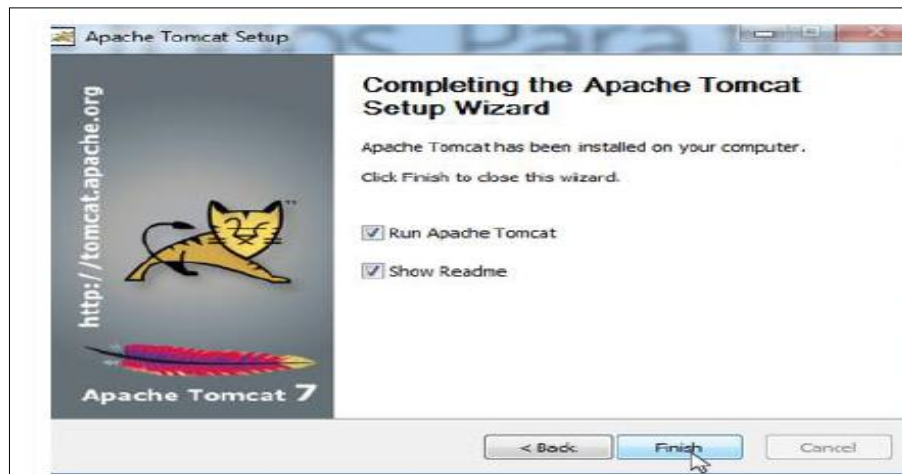 Apache Tomcat Setup
Para
Completing the Apache Tomcat
Setup Wizard
Apache Tomcat has been installed on your computer.
Click Finish to close this wizard.
Run Apache Tomcat
Show Readme
http://tomcat.apache.org
TM
Apache Tomcat 7
< Back
Finish
Cancel